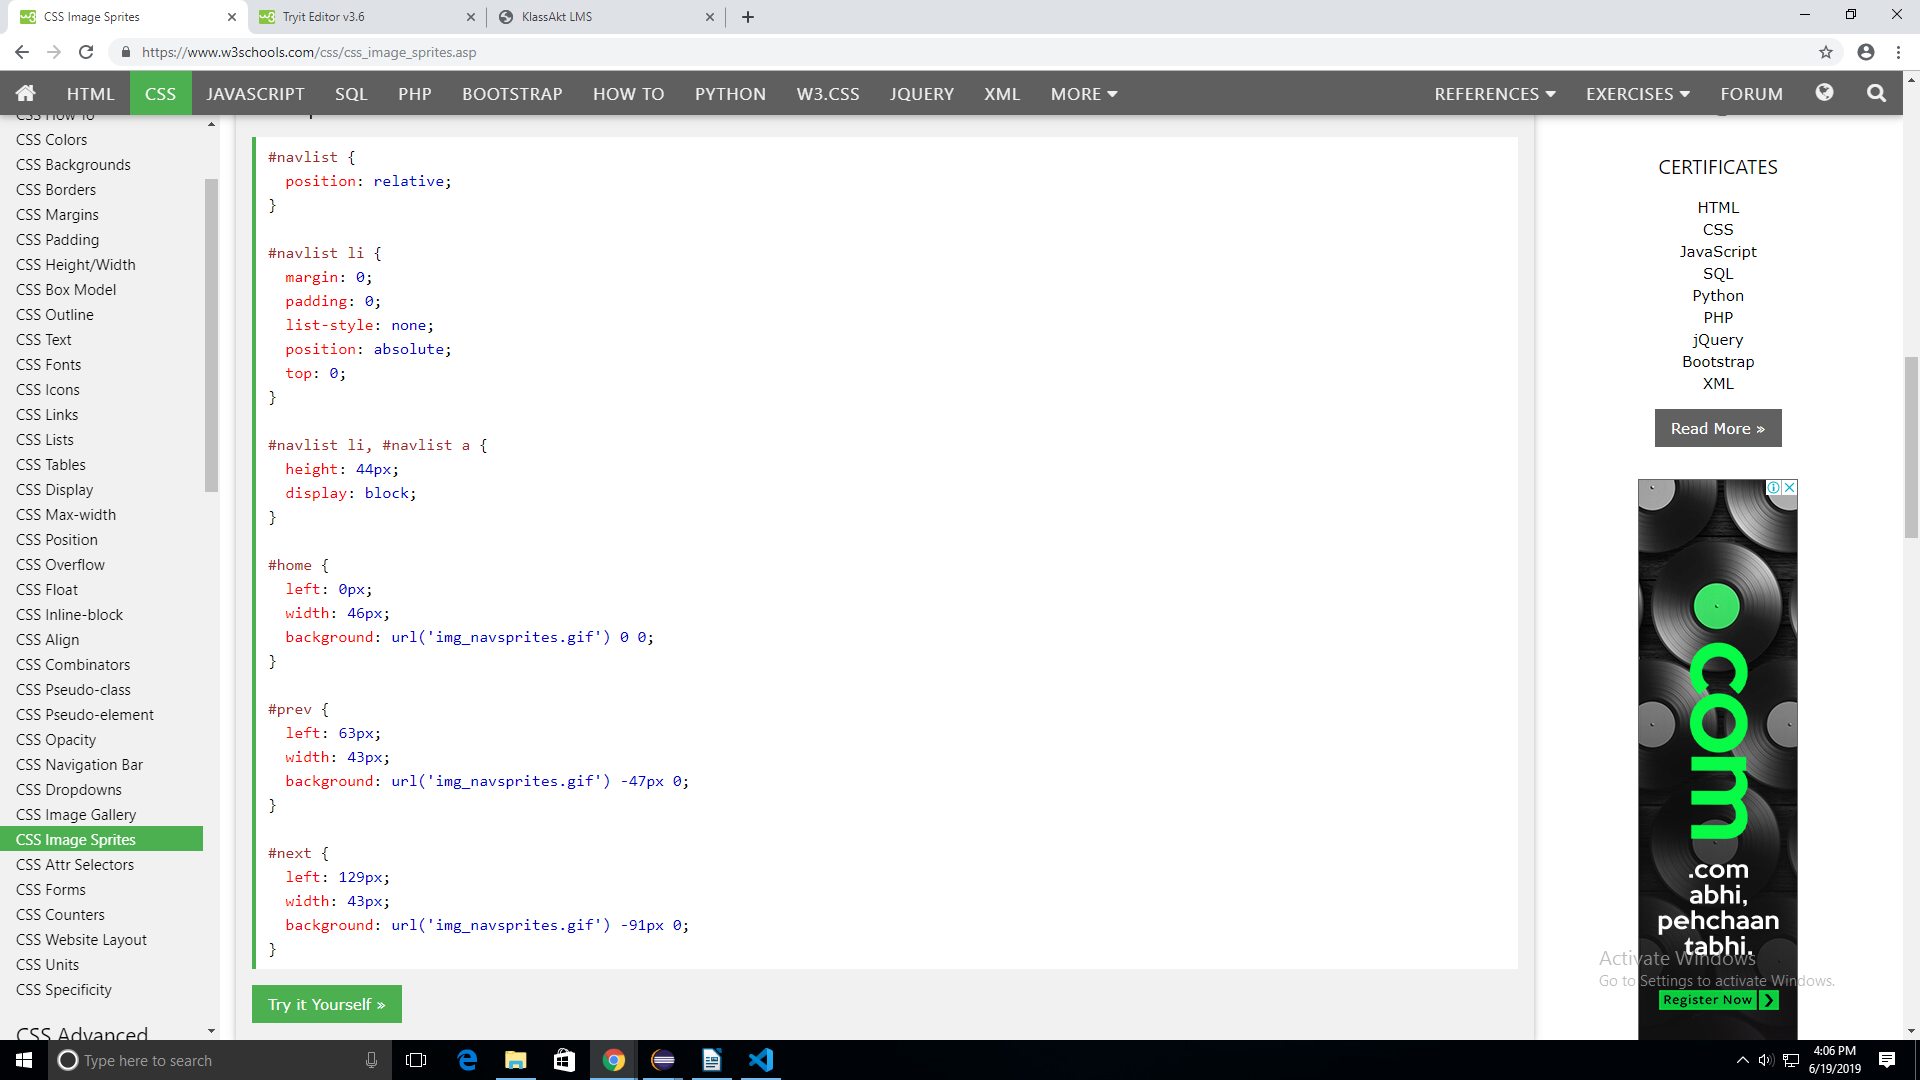 CSS Image Sprites
Tryit Editor v3.6
KlassAkt LMS
https://www.w3schools.com/css/css_image_sprites.asp
HTML CSS JAVASCRIPT SQL PHP BOOTSTRAP HOW TO PYTHON W3.CSS JQUERY XML MORE REFERENCES EXERCISES FORUM
CSS How To
CSS Colors
CSS Backgrounds
CSS Borders
CSS Margins
CSS Padding
CSS Height/Width
CSS Box Model
CSS Outline
CSS Text
CSS Fonts
CSS Icons
CSS Links
CSS Lists
CSS Tables
CSS Display
CSS Max-width
CSS Position
CSS Overflow
CSS Float
CSS Inline-block
CSS Align
CSS Combinators
CSS Pseudo-class
CSS Pseudo-element
CSS Opacity
CSS Navigation Bar
CSS Dropdowns
CSS Image Gallery
CSS Image Sprites
CSS Attr Selectors
CSS Forms
CSS Counters
CSS Website Layout
CSS Units
CSS Specificity
CSS Advanced
#navlist {
  position: relative;
}
#navlist li {
  margin: 0;
  padding: 0;
  list-style: none;
  position: absolute;
  top: 0;
}
#navlist li, #navlist a {
  height: 44px;
  display: block;
}
#home {
  left: 0px;
  width: 46px;
  background: url('img_navsprites.gif') 0 0;
}
#prev {
  left: 63px;
  width: 43px;
  background: url('img_navsprites.gif') -47px 0;
}
#next {
  left: 129px;
  width: 43px;
  background: url('img_navsprites.gif') -91px 0;
}
Try it Yourself »
CERTIFICATES
HTML
CSS
JavaScript
SQL
Python
PHP
jQuery
Bootstrap
XML
Read More »
com
.com
abhi,
pehchaan
tabhi.
Register Now
Activate Windows
Go to Settings to activate Windows.
Type here to search
4:06 PM
6/19/2019